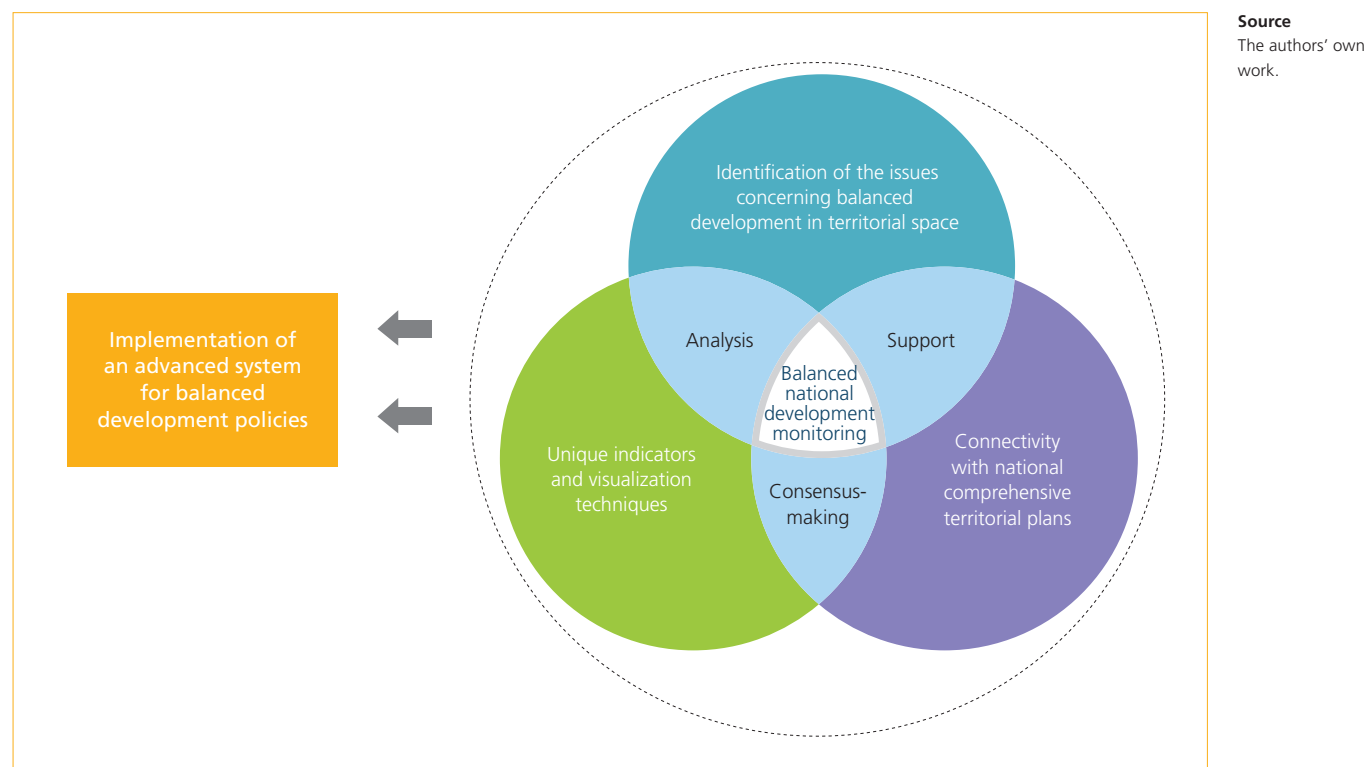 Source
The authors' own
work.
Identification of the issues
concerning balanced
development in territorial space
Implementation of
an advanced system
for balanced
development policies
Analysis
Support
Balanced
national
development
monitoring
Unique indicators
and visualization
techniques
Connectivity
with national
comprehensive
territorial plans
Consensus-
making